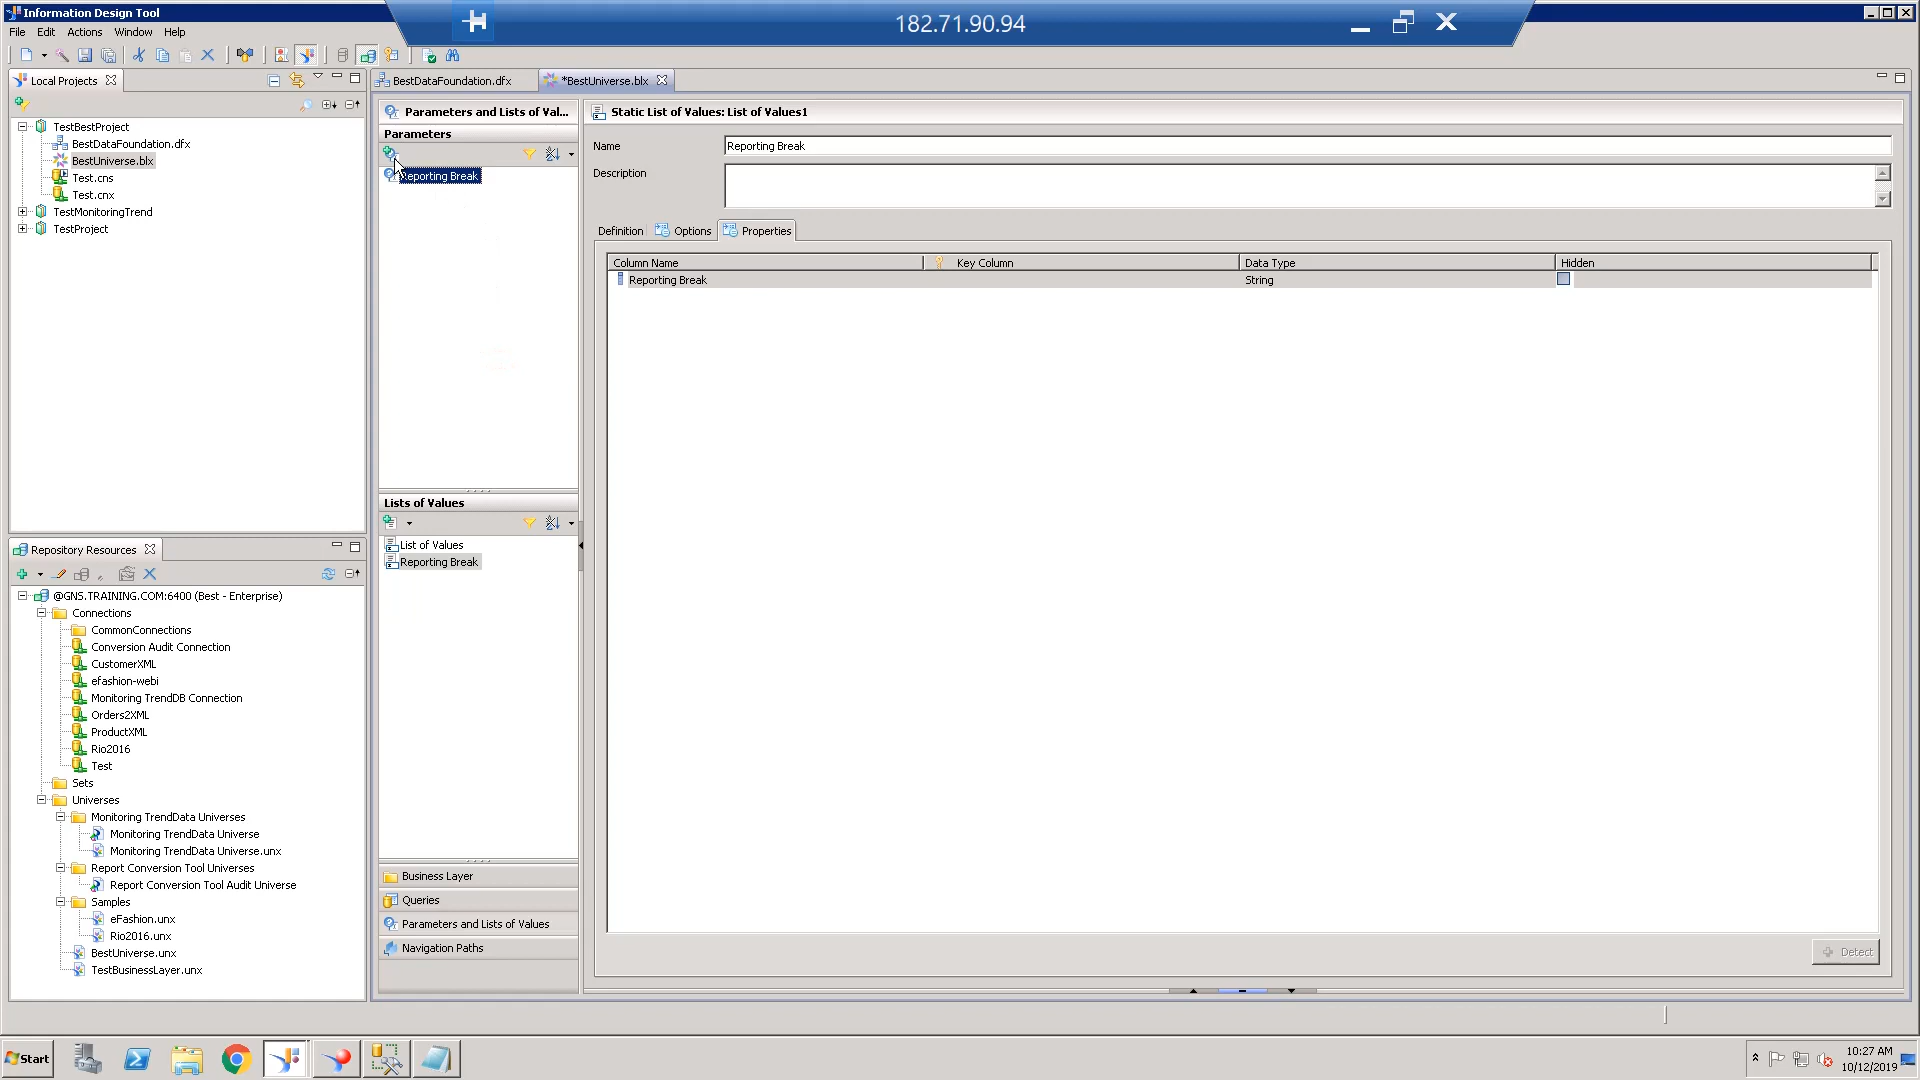 Information Design Tool
182.71.90.94
File Edit Actions Window Help
Local Projects
TestBestProject
BestDataFoundation.dfx
BestUniverse.blx
Test.cns
Test.cnx
TestMonitoringTrend
TestProject
Repository Resources
@GNS.TRAINING.COM:6400 (Best - Enterprise)
Connections
CommonConnections
Conversion Audit Connection
CustomerXML
efashion-webi
Monitoring TrendDB Connection
Orders2XML
ProductXML
Rio2016
Test
Sets
Universes
Monitoring TrendData Universes
Monitoring TrendData Universe
Monitoring TrendData Universe.unx
Report Conversion Tool Universes
Report Conversion Tool Audit Universe
Samples
eFashion.unx
Rio2016.unx
BestUniverse.unx
TestBusinessLayer.unx
BestDataFoundation.dfx
*BestUniverse.blx
Parameters and Lists of Val...
Parameters
Reporting Break
Lists of Values
List of Values
Reporting Break
Business Layer
Queries
Parameters and Lists of Values
Navigation Paths
Static List of Values: List of Values1
Name
Reporting Break
Description
Definition Options Properties
Column Name Key Column Data Type Hidden
Reporting Break String
Detect
Start
10:27 AM
10/12/2019